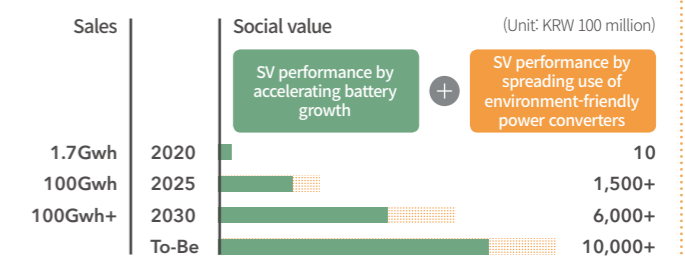 Sales
Social value
(Unit: KRW 100 million)
SV performance by
accelerating battery
growth
+
SV performance by
spreading use of
environment-friendly
power converters
1.7Gwh 2020 10
100Gwh 2025 1,500+
100Gwh+ 2030 6,000+
To-Be 10,000+